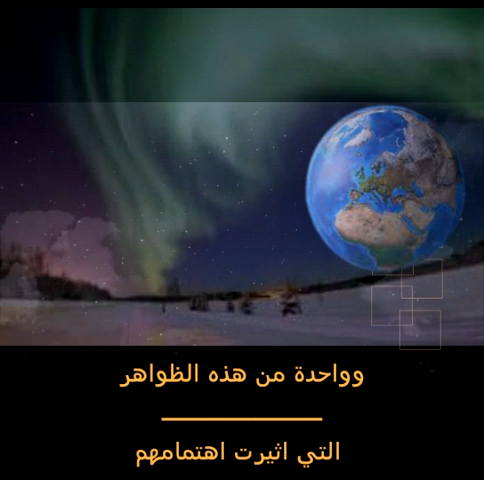 وواحدة من هذه الظواهر
التي اثيرت اهتمامهم